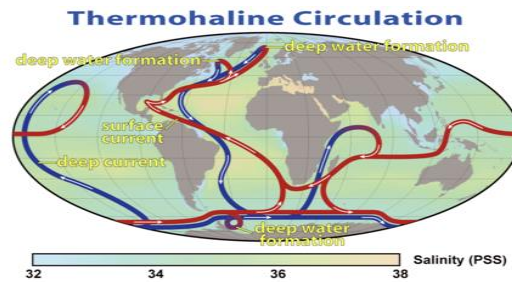 Thermohaline Circulation
deep water formation
deep water formation
surface
current
deep current
deep water
formation
Salinity (PSS)
32 34 36 38